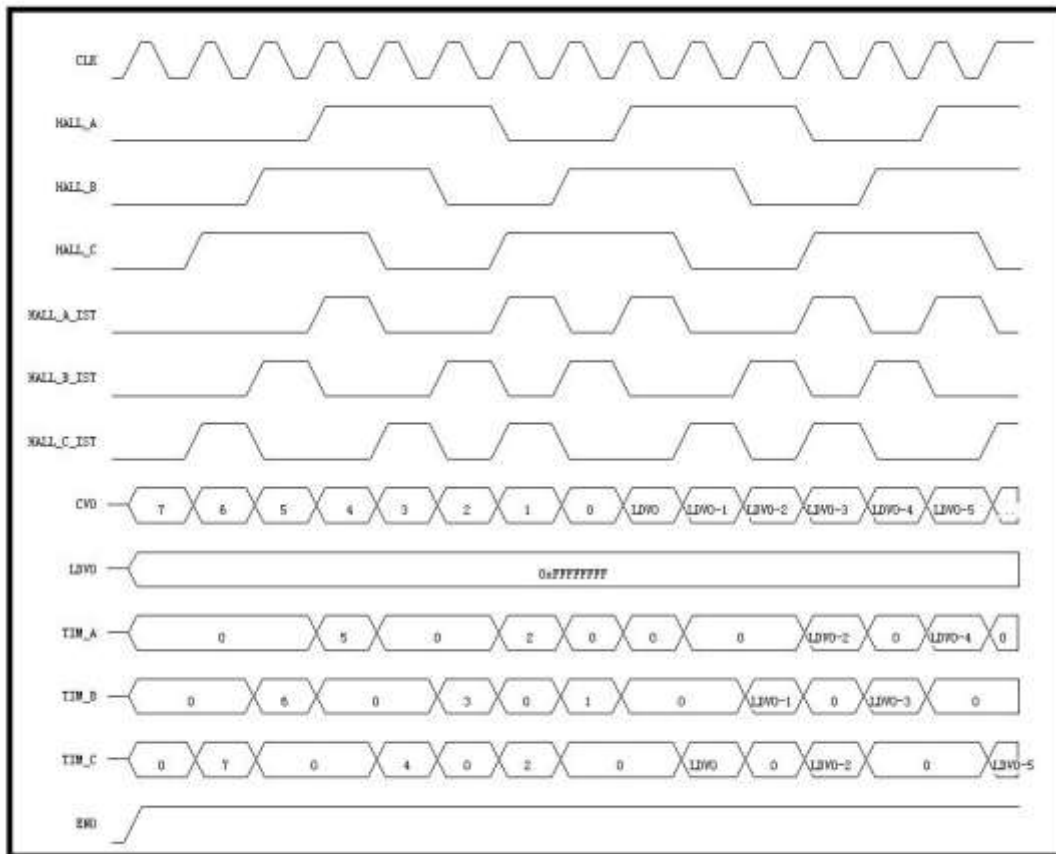 CLK
HALL_A
HALL_B
HALL_C
HALL_A_IST
HALL_B_IST
HALL_C_IST
CVO 7 6 5 4 3 2 1 0 LDVO LDVO-1 LDVO-2 LDVO-3 LDVO-4 LDVO-5 ...
LDVO 0xFFFFFFFF
TIM_A 0 5 0 2 0 0 0 LDVO-2 0 LDVO-4 0
TIM_B 0 6 0 3 0 1 0 LDVO-1 0 LDVO-3 0
TIM_C 0 7 0 4 0 2 0 LDVO 0 LDVO-2 0 LDVO-5
ENO